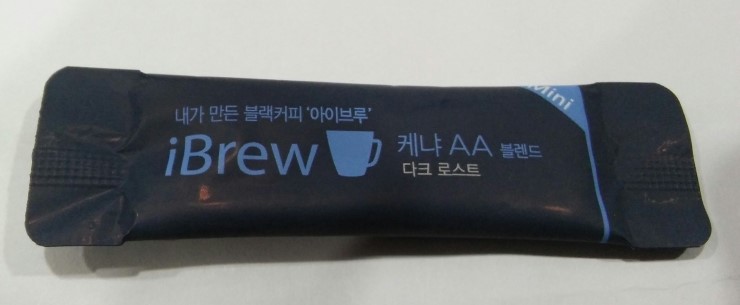 Mini
내가 만든 블랙커피 '아이브루'
iBrew 케냐 AA 블렌드
다크 로스트